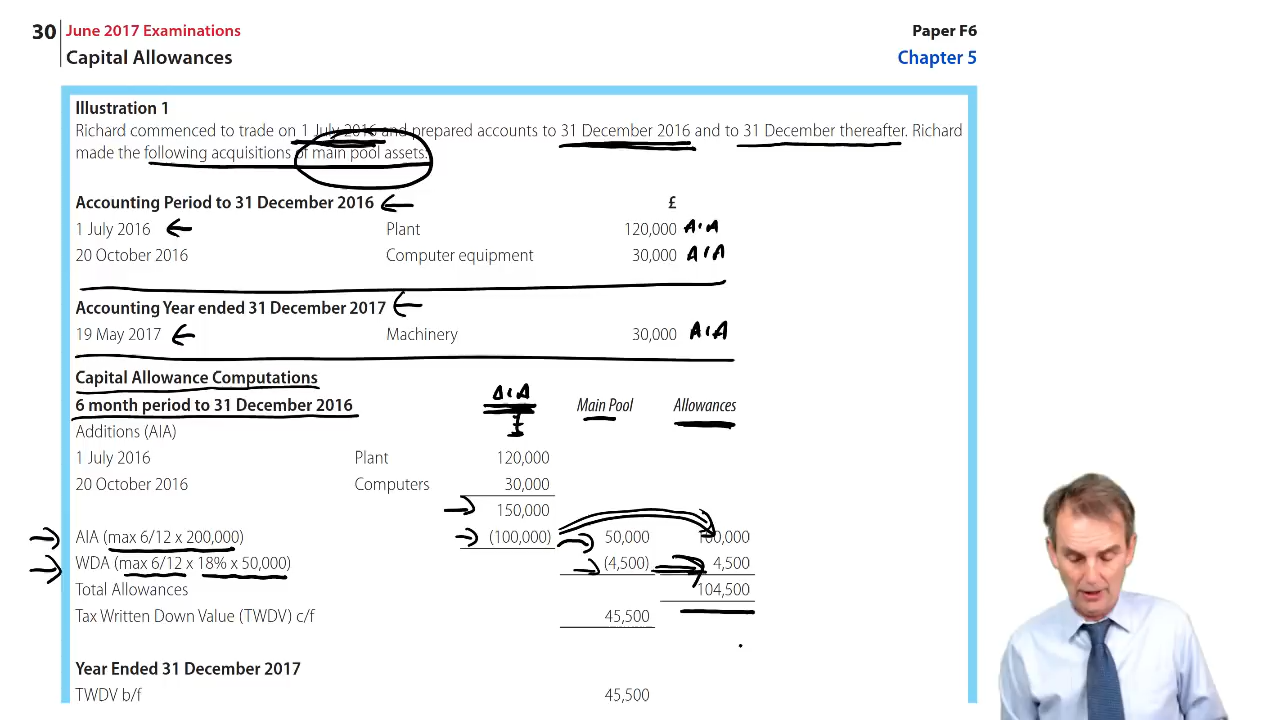 30 June 2017 Examinations Paper F6
Capital Allowances Chapter 5
Illustration 1
Richard commenced to trade on 1 July 2016 and prepared accounts to 31 December 2016 and to 31 December thereafter. Richard
made the following acquisitions of main pool assets:
Accounting Period to 31 December 2016 £
1 July 2016 Plant 120,000 AIA
20 October 2016 Computer equipment 30,000 AIA
Accounting Year ended 31 December 2017
19 May 2017 Machinery 30,000 AIA
Capital Allowance Computations
AIA
6 month period to 31 December 2016 Main Pool Allowances
Additions (AIA) £
1 July 2016 Plant 120,000
20 October 2016 Computers 30,000
150,000
AIA (max 6/12 x 200,000) (100,000) 50,000 100,000
WDA (max 6/12 x 18% x 50,000) (4,500) 4,500
Total Allowances 104,500
Tax Written Down Value (TWDV) c/f 45,500
Year Ended 31 December 2017
TWDV b/f 45,500